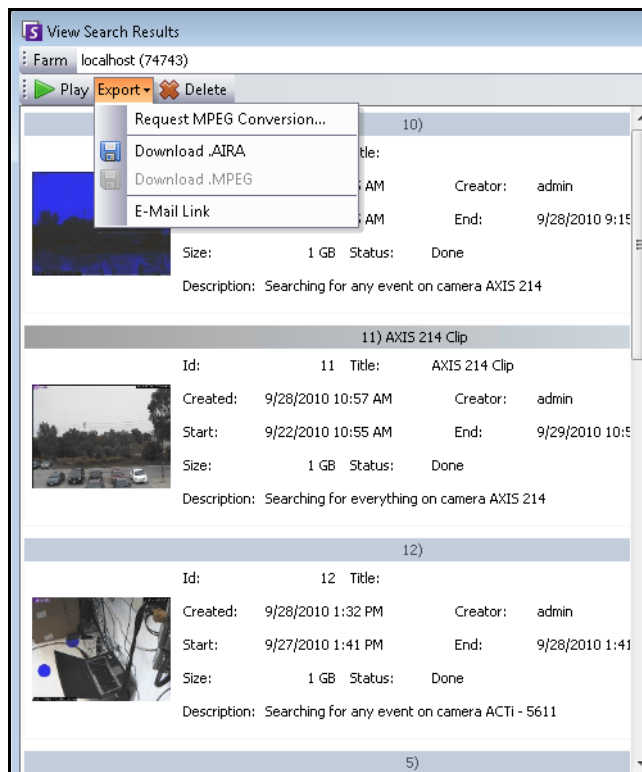 View Search Results
Farm localhost (74743)
Play Export Delete
Request MPEG Conversion...
Download .AIRA
Download .MPEG
E-Mail Link
10)
AM Creator: admin
AM End: 9/28/2010 9:15
Size: 1 GB Status: Done
Description: Searching for any event on camera AXIS 214
11) AXIS 214 Clip
Id: 11 Title: AXIS 214 Clip
Created: 9/28/2010 10:57 AM Creator: admin
Start: 9/22/2010 10:55 AM End: 9/29/2010 10:5
Size: 1 GB Status: Done
Description: Searching for everything on camera AXIS 214
12)
Id: 12 Title:
Created: 9/28/2010 1:32 PM Creator: admin
Start: 9/27/2010 1:41 PM End: 9/28/2010 1:41
Size: 1 GB Status: Done
Description: Searching for any event on camera ACTi - 5611
5)